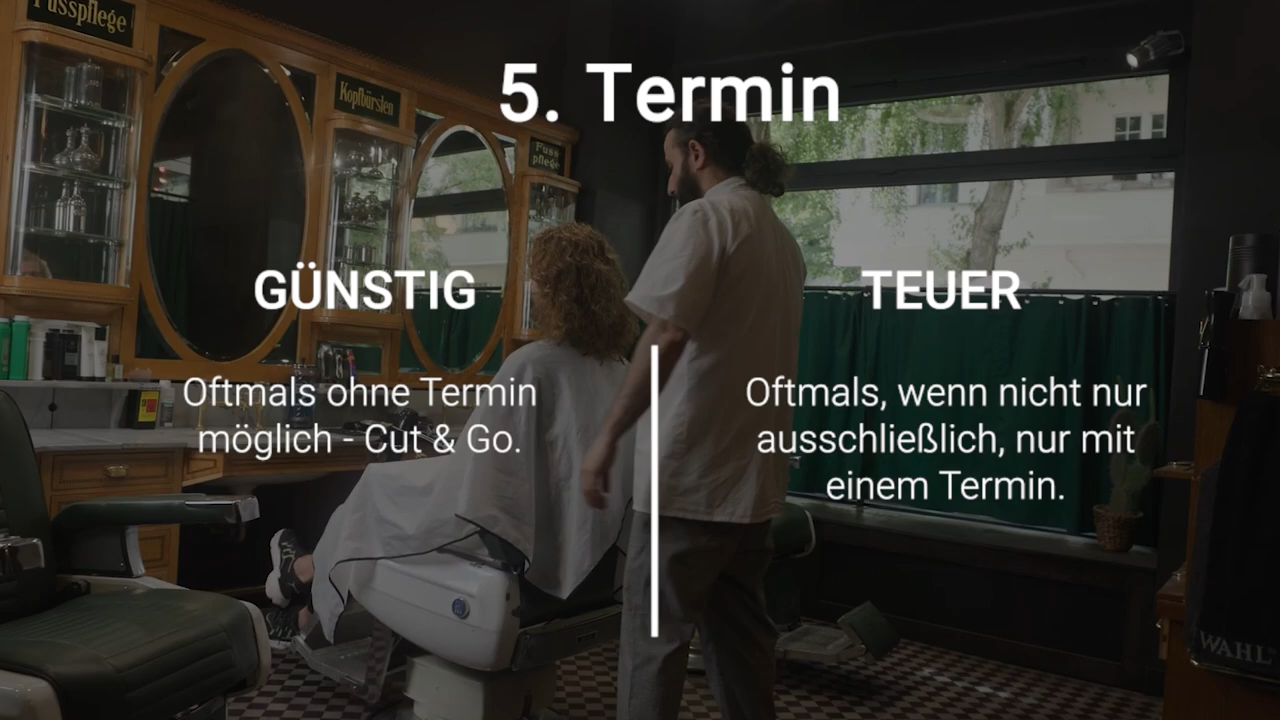 Fusspflege
Kopfbürsten
Fuss
pflege
5. Termin
GÜNSTIG
Oftmals ohne Termin
möglich - Cut & Go.
TEUER
Oftmals, wenn nicht nur
ausschließlich, nur mit
einem Termin.
WAHL